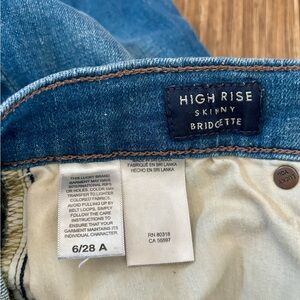 HIGH RISE
SKINNY
BRIDGETTE
THIS LUCKY BRAND
GARMENT MAY HAVE
INTENTIONAL RIPS
OR HOLES. COLOR MAY
TRANSFER TO LIGHTER
COLORED FABRICS.
AVOID PULLING UP BY
BELT LOOPS. SIMPLY
FOLLOW THE CARE
INSTRUCTIONS TO
ENSURE THAT YOUR
GARMENT MAINTAINS ITS
INDIVIDUAL CHARACTER.
6/28 A
FABRIQUÉ EN SRI LANKA
HECHO EN SRI LANKA
RN 80318
CA 56897